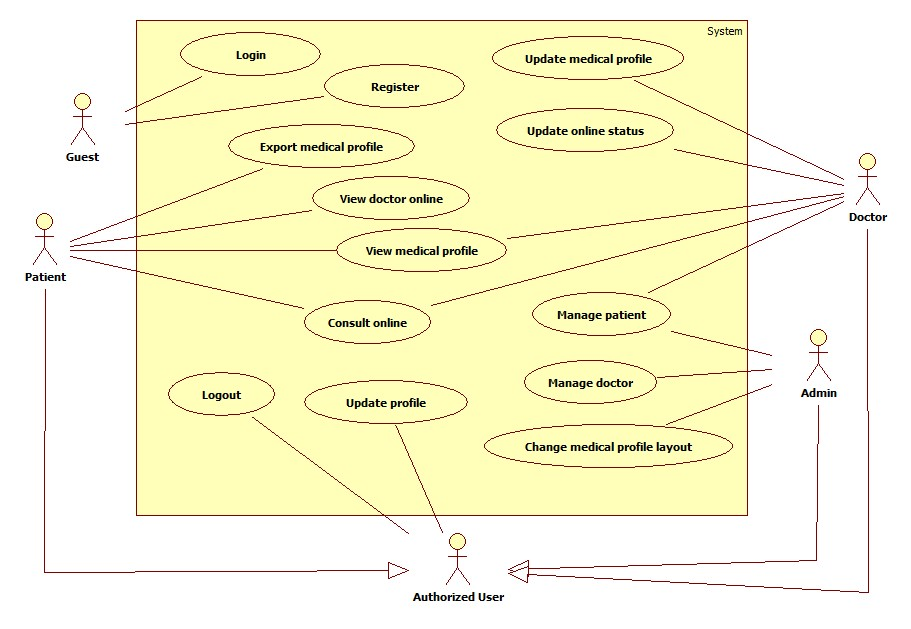 System
Login
Update medical profile
Register
Guest
Update online status
Export medical profile
View doctor online
Doctor
View medical profile
Patient
Manage patient
Consult online
Manage doctor
Admin
Logout
Update profile
Change medical profile layout
Authorized User